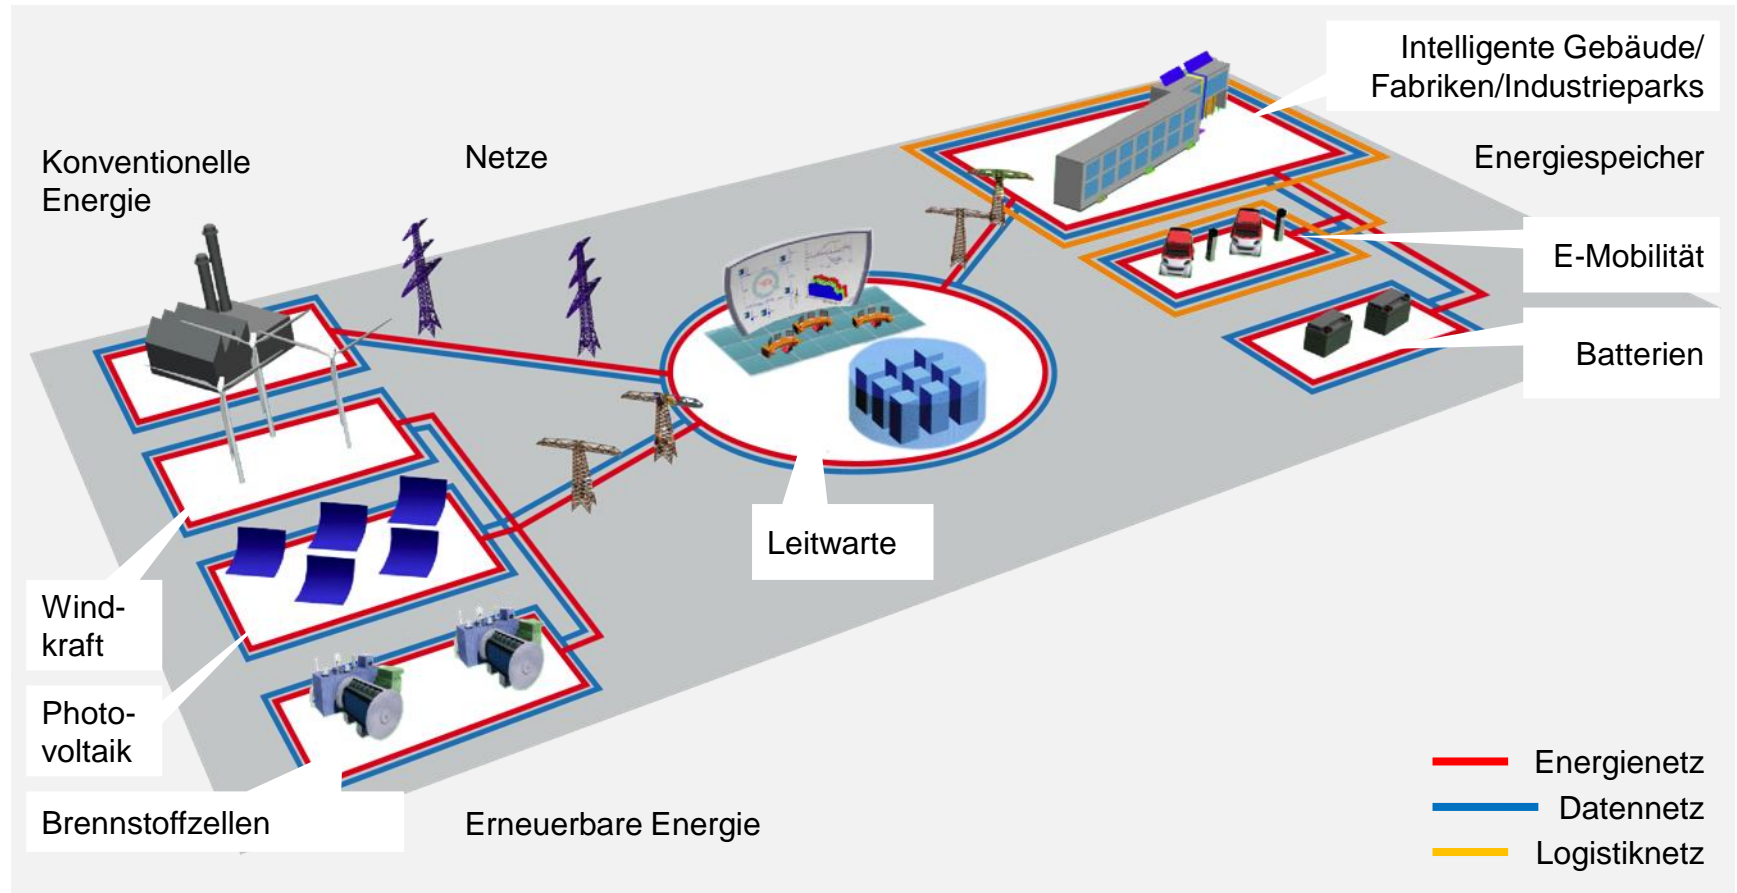 Intelligente Gebäude/
Fabriken/Industrieparks
Konventionelle
Energie
Netze
Energiespeicher
E-Mobilität
Batterien
Leitwarte
Wind-
kraft
Photo-
voltaik
Brennstoffzellen
Erneuerbare Energie
Energienetz
Datennetz
Logistiknetz